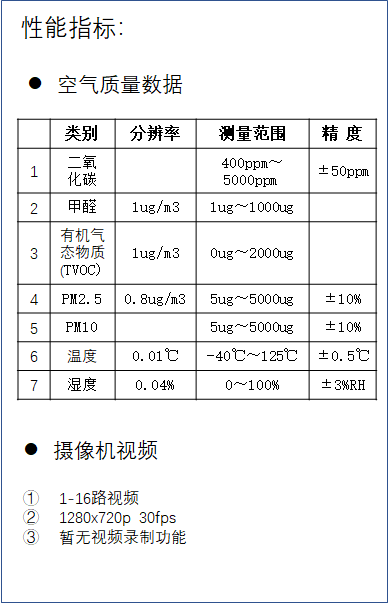 性能指标:
● 空气质量数据
类别 分辨率 测量范围 精 度
1 二氧化碳 400ppm～5000ppm ±50ppm
2 甲醛 1ug/m3 1ug～1000ug
3 有机气态物质(TVOC) 1ug/m3 0ug～2000ug
4 PM2.5 0.8ug/m3 5ug～5000ug ±10%
5 PM10 5ug～5000ug ±10%
6 温度 0.01℃ -40℃～125℃ ±0.5℃
7 湿度 0.04% 0～100% ±3%RH
● 摄像机视频
① 1-16路视频
② 1280x720p 30fps
③ 暂无视频录制功能